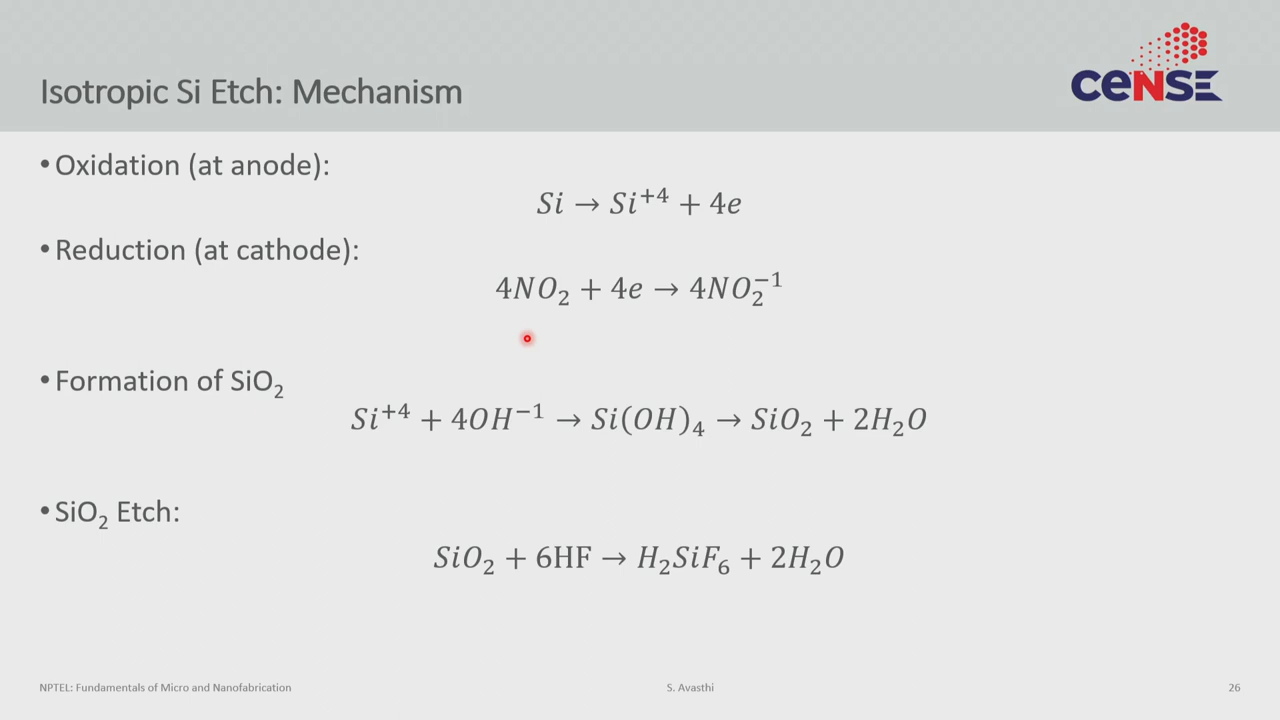 Isotropic Si Etch: Mechanism
CeNSE
• Oxidation (at anode):
Si → Si⁺⁴ + 4e
• Reduction (at cathode):
4NO₂ + 4e → 4NO₂⁻¹
• Formation of SiO₂
Si⁺⁴ + 4OH⁻¹ → Si(OH)₄ → SiO₂ + 2H₂O
• SiO₂ Etch:
SiO₂ + 6HF → H₂SiF₆ + 2H₂O
NPTEL: Fundamentals of Micro and Nanofabrication
S. Avasthi
26